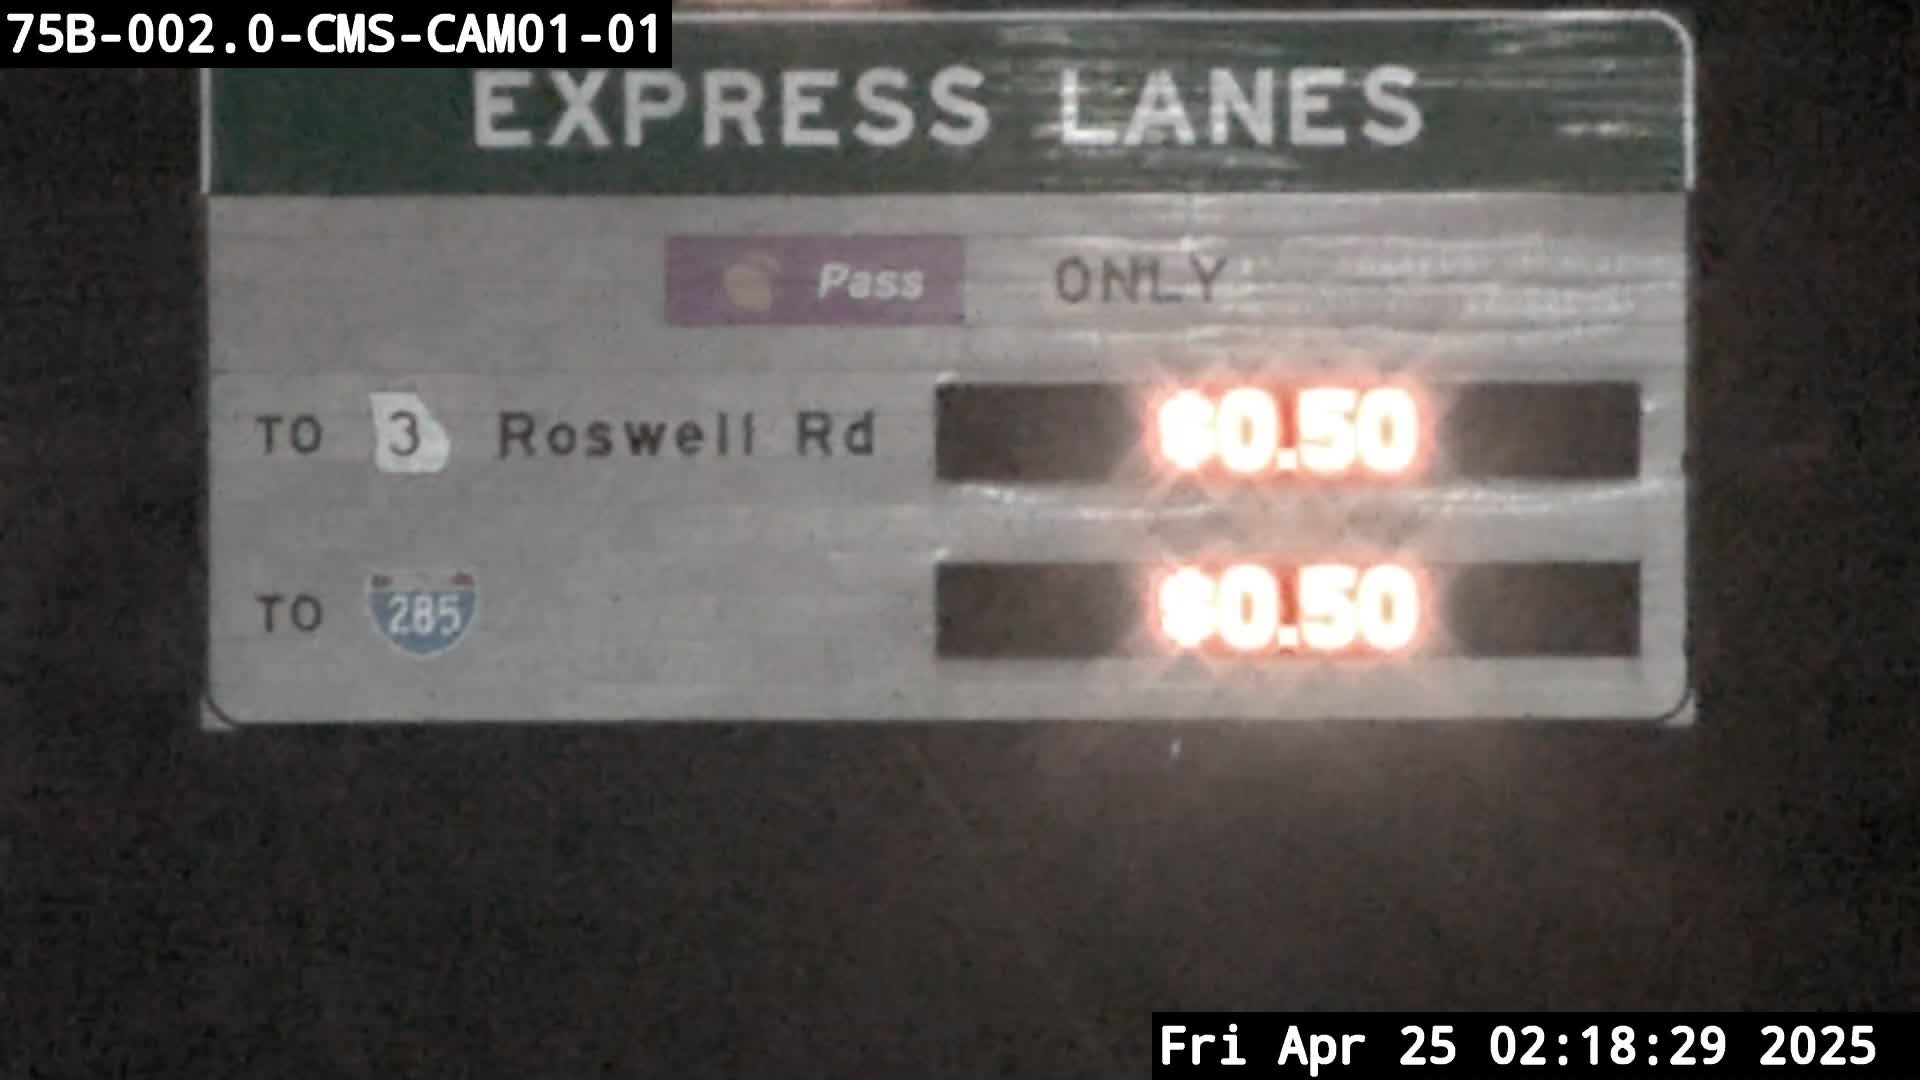 75B-002.0-CMS-CAM01-01
EXPRESS LANES
Pass ONLY
TO 3 Roswell Rd $0.50
TO 285 $0.50
Fri Apr 25 02:18:29 2025